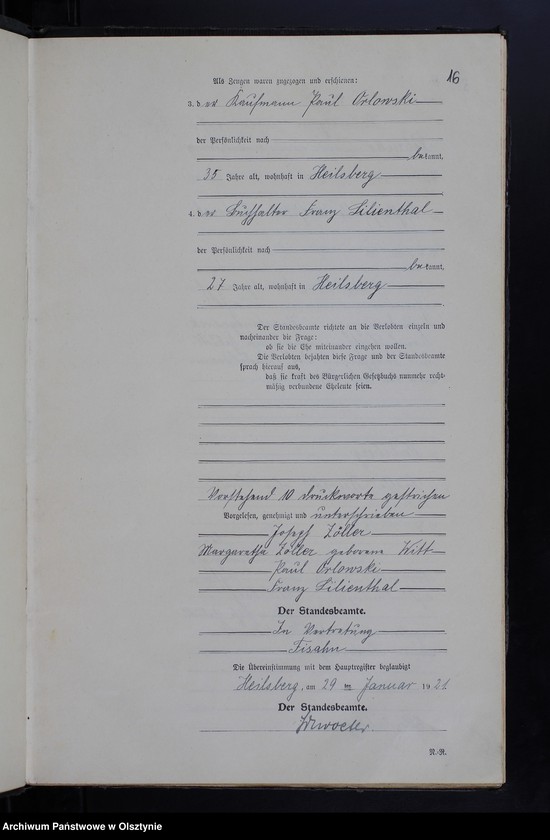 16
Als Zeugen waren zugezogen und erschienen:
3. der Kaufmann Paul Orlowski
der Persönlichkeit nach
bekannt,
35 Jahre alt, wohnhaft in Heilsberg
4. der Buchhalter Franz Lilienthal
der Persönlichkeit nach
bekannt,
27 Jahre alt, wohnhaft in Heilsberg
Der Standesbeamte richtete an die Verlobten einzeln und
nacheinander die Frage:
ob sie die Ehe miteinander eingehen wollen.
Die Verlobten bejahten diese Frage und der Standesbeamte
sprach hierauf aus,
daß sie kraft des Bürgerlichen Gesetzbuchs nunmehr recht-
mäßig verbundene Eheleute seien.
Vorstehend 10 Druckworte gestrichen
Vorgelesen, genehmigt und unterschrieben
Josef Zöller
Margaretha Zöller geborene Kitt
Paul Orlowski
Franz Lilienthal
Der Standesbeamte.
In Vertretung
Tisahn
Die Übereinstimmung mit dem Hauptregister beglaubigt
Heilsberg, am 29 ten Januar 1921
Der Standesbeamte.
N.-R.
Archiwum Państwowe w Olsztynie